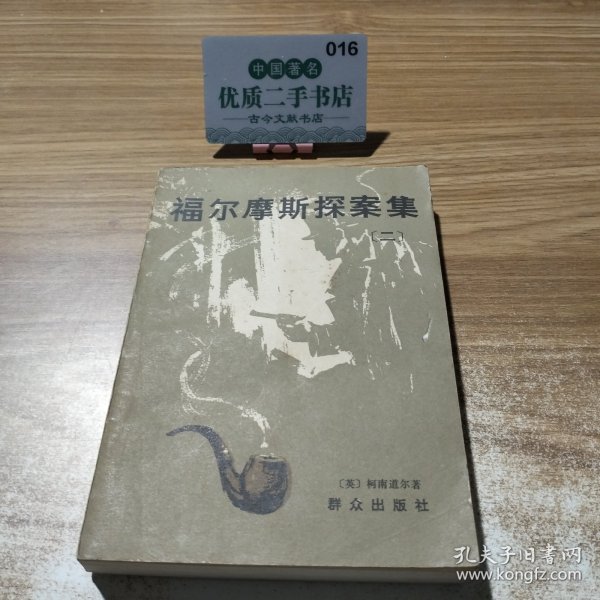 016
中国著名
优质二手书店
古今文献书店
福尔摩斯探案集
〔二〕
〔英〕柯南道尔著
群众出版社
孔夫子旧书网
www.kongfz.com